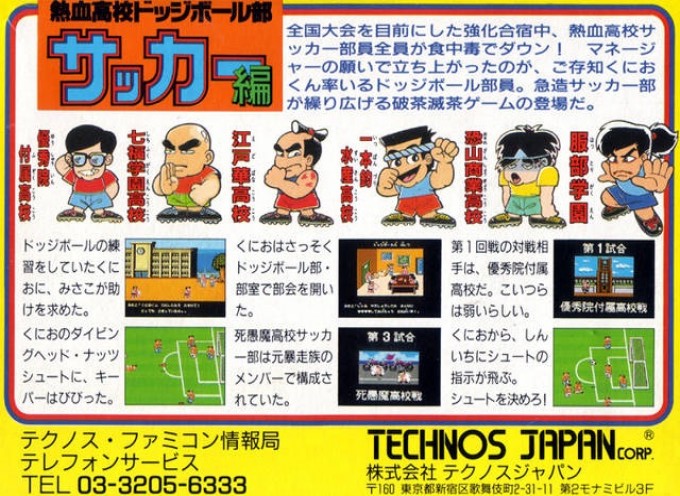 熱血高校ドッジボール部
サッカー編
全国大会を目前にした強化合宿中、熱血高校サ
ッカー部員全員が食中毒でダウン！ マネージ
ャーの願いで立ち上がったのが、ご存知くにお
くん率いるドッジボール部員。急造サッカー部
が繰り広げる破茶滅茶ゲームの登場だ。
優秀院
付属高校
七福学園高校
江戸華高校
一本釣
水産高校
恐山商業高校
服部学園
ドッジボールの練
習をしていたくに
おに、みさこが助
けを求めた。
くにおはさっそく
ドッジボール部・
部室で部会を開い
た。
第1回戦の対戦相
手は、優秀院付属
高校だ。こいつら
は弱いらしい。
第1試合
優秀院付属高校戦
くにおのダイビン
グヘッド・ナッツ
シュートに、キー
パーはびびった。
死愚魔高校サッカ
ー部は元暴走族の
メンバーで構成さ
れていた。
第3試合
死愚魔高校戦
くにおから、しん
いちにシュートの
指示が飛ぶ。
シュートを決めろ！
テクノス・ファミコン情報局
テレフォンサービス
TEL 03-3205-6333
TECHNOS JAPAN CORP.®
株式会社 テクノスジャパン
〒160 東京都新宿区歌舞伎町2-31-11 第2モナミビル3F